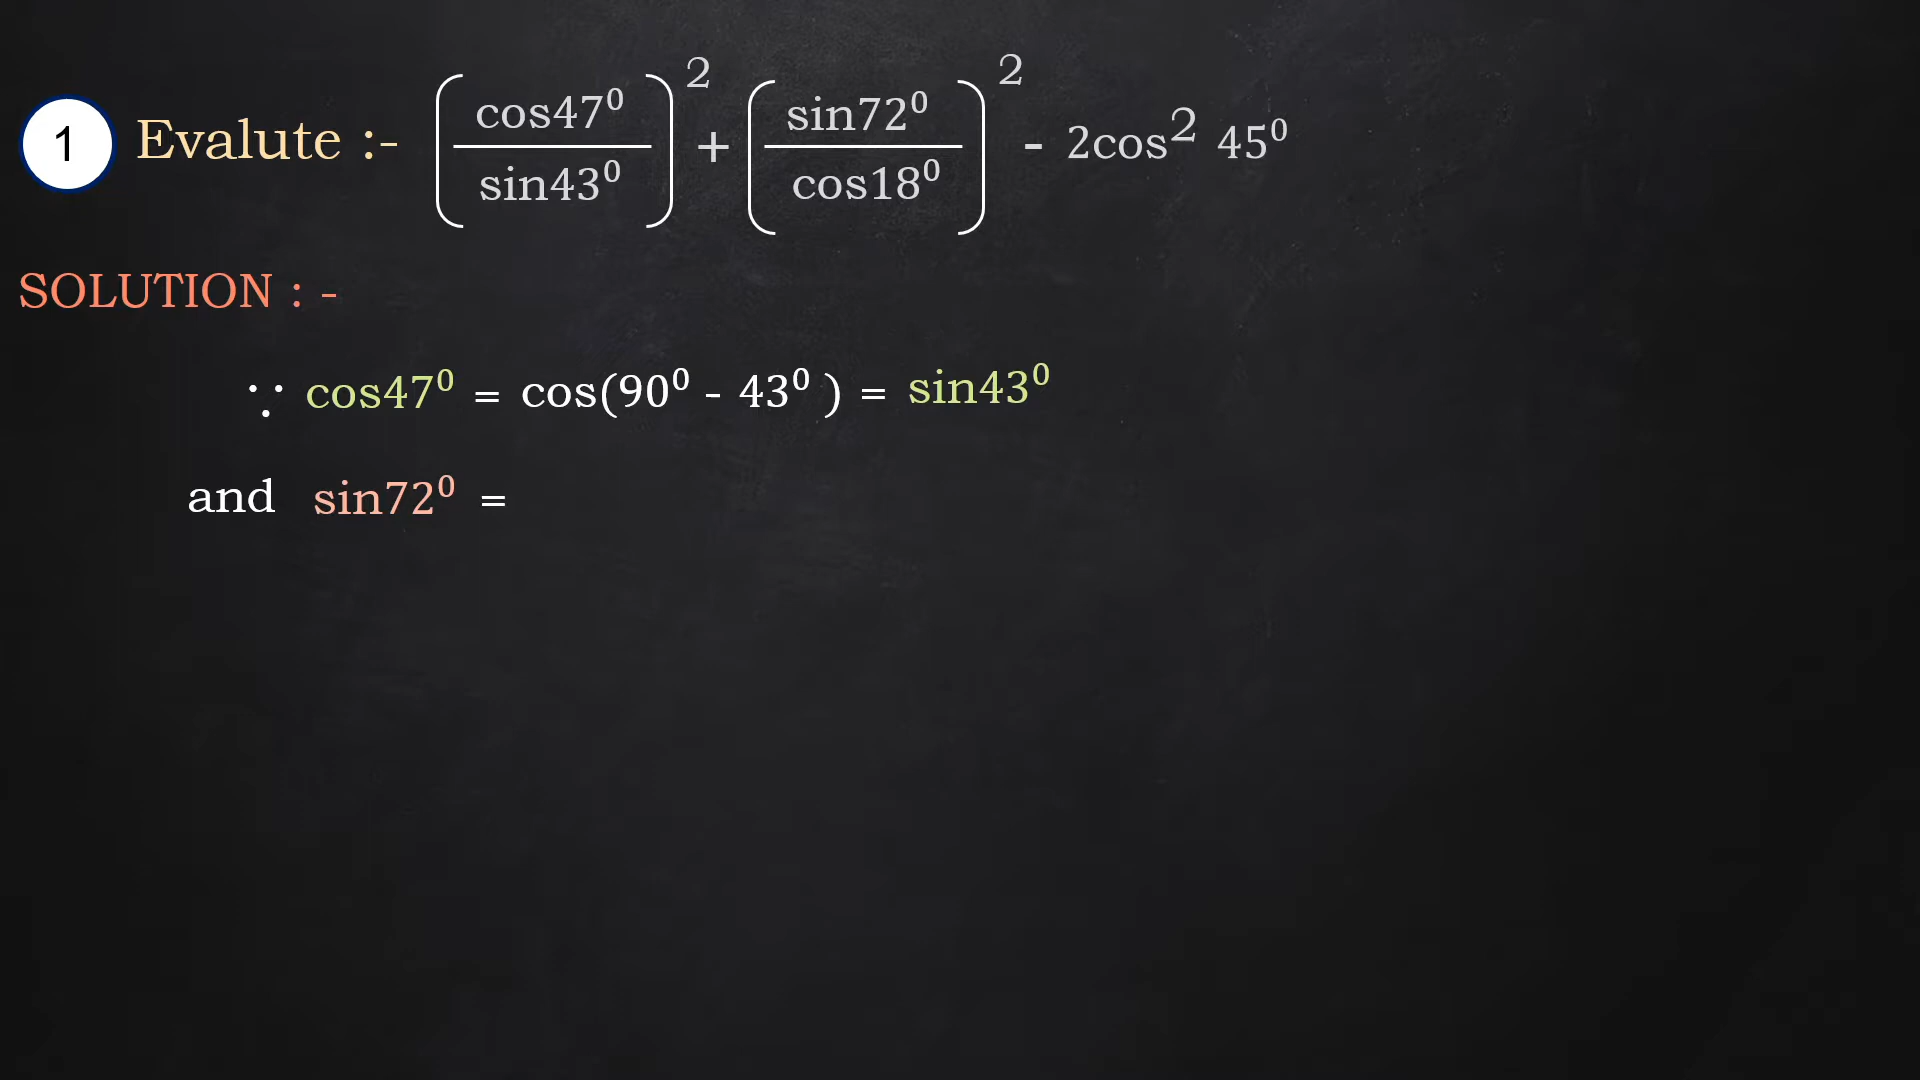 1 Evalute :- (cos47⁰/sin43⁰)² + (sin72⁰/cos18⁰)² - 2cos² 45⁰
SOLUTION : -
∵ cos47⁰ = cos(90⁰ - 43⁰ ) = sin43⁰
and sin72⁰ =